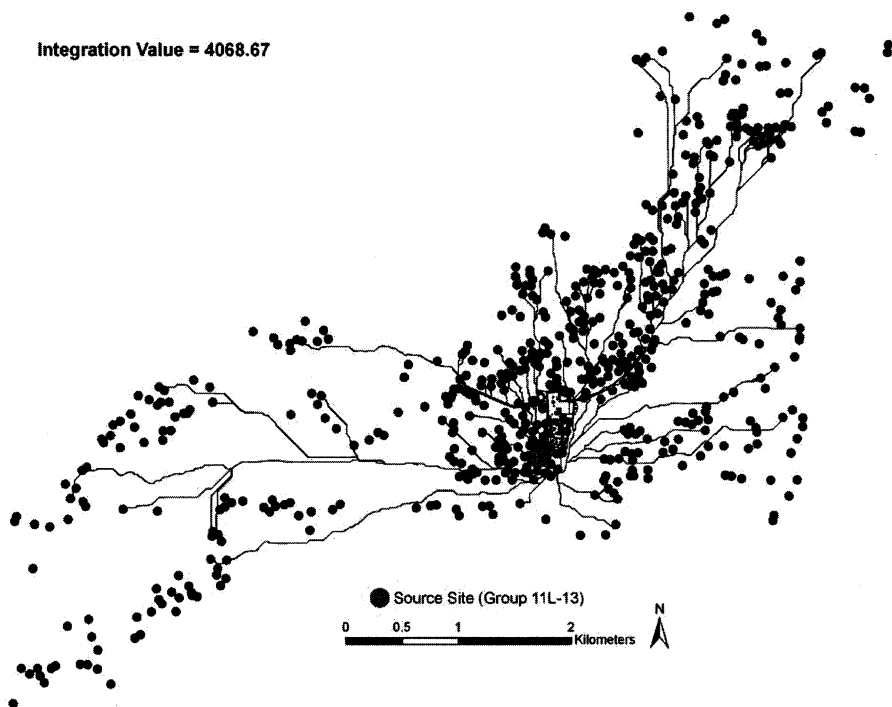 Integration Value = 4068.67
Source Site (Group 11L-13)
N
0 0.5 1 2
Kilometers